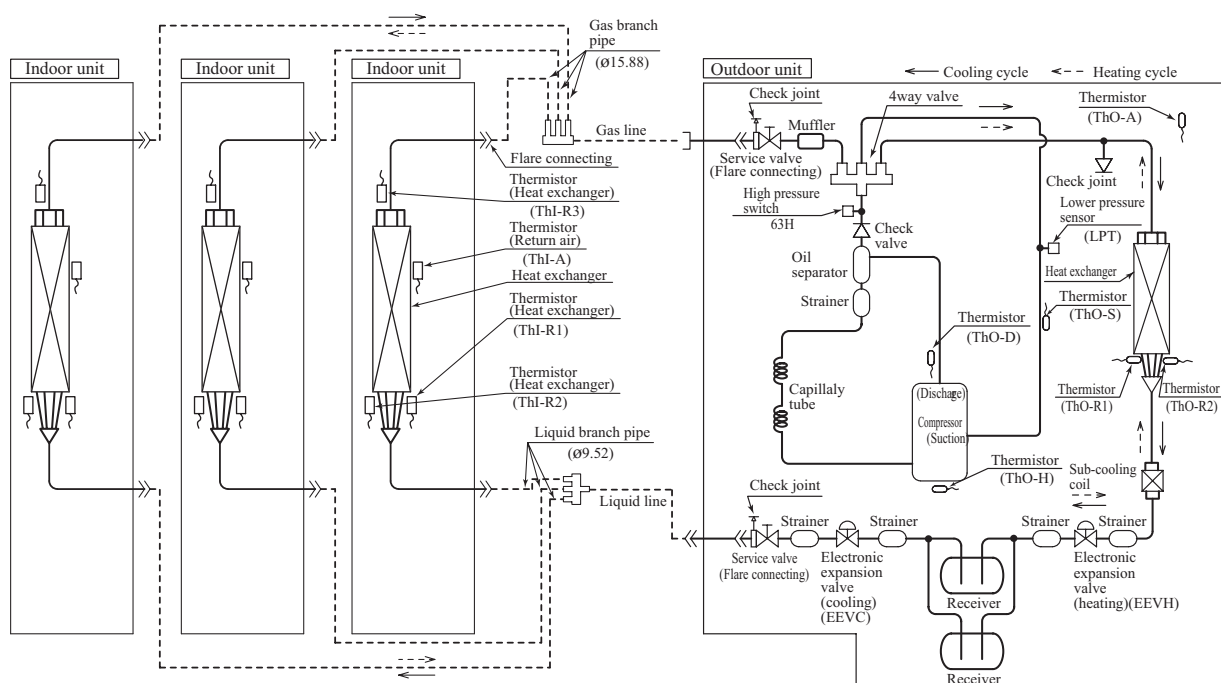 Gas branch
pipe
(ø15.88)
Indoor unit
Indoor unit
Indoor unit
Flare connecting
Thermistor
(Heat exchanger)
(ThI-R3)
Thermistor
(Return air)
(ThI-A)
Heat exchanger
Thermistor
(Heat exchanger)
(ThI-R1)
Thermistor
(Heat exchanger)
(ThI-R2)
Liquid branch pipe
(ø9.52)
Gas line
Liquid line
Outdoor unit
Cooling cycle
Heating cycle
Check joint
4way valve
Thermistor
(ThO-A)
Muffler
Service valve
(Flare connecting)
Check joint
High pressure
switch
63H
Lower pressure
sensor
(LPT)
Check
valve
Oil
separator
Heat exchanger
Strainer
Thermistor
(ThO-S)
Thermistor
(ThO-D)
Capillaly
tube
(Dischage)
Compressor
(Suction)
Thermistor
(ThO-R1)
Thermistor
(ThO-R2)
Thermistor
(ThO-H)
Sub-cooling
coil
Check joint
Strainer
Strainer
Strainer
Strainer
Service valve
(Flare connecting)
Electronic
expansion
valve
(cooling)
(EEVC)
Receiver
Electronic
expansion
valve
(heating)(EEVH)
Receiver